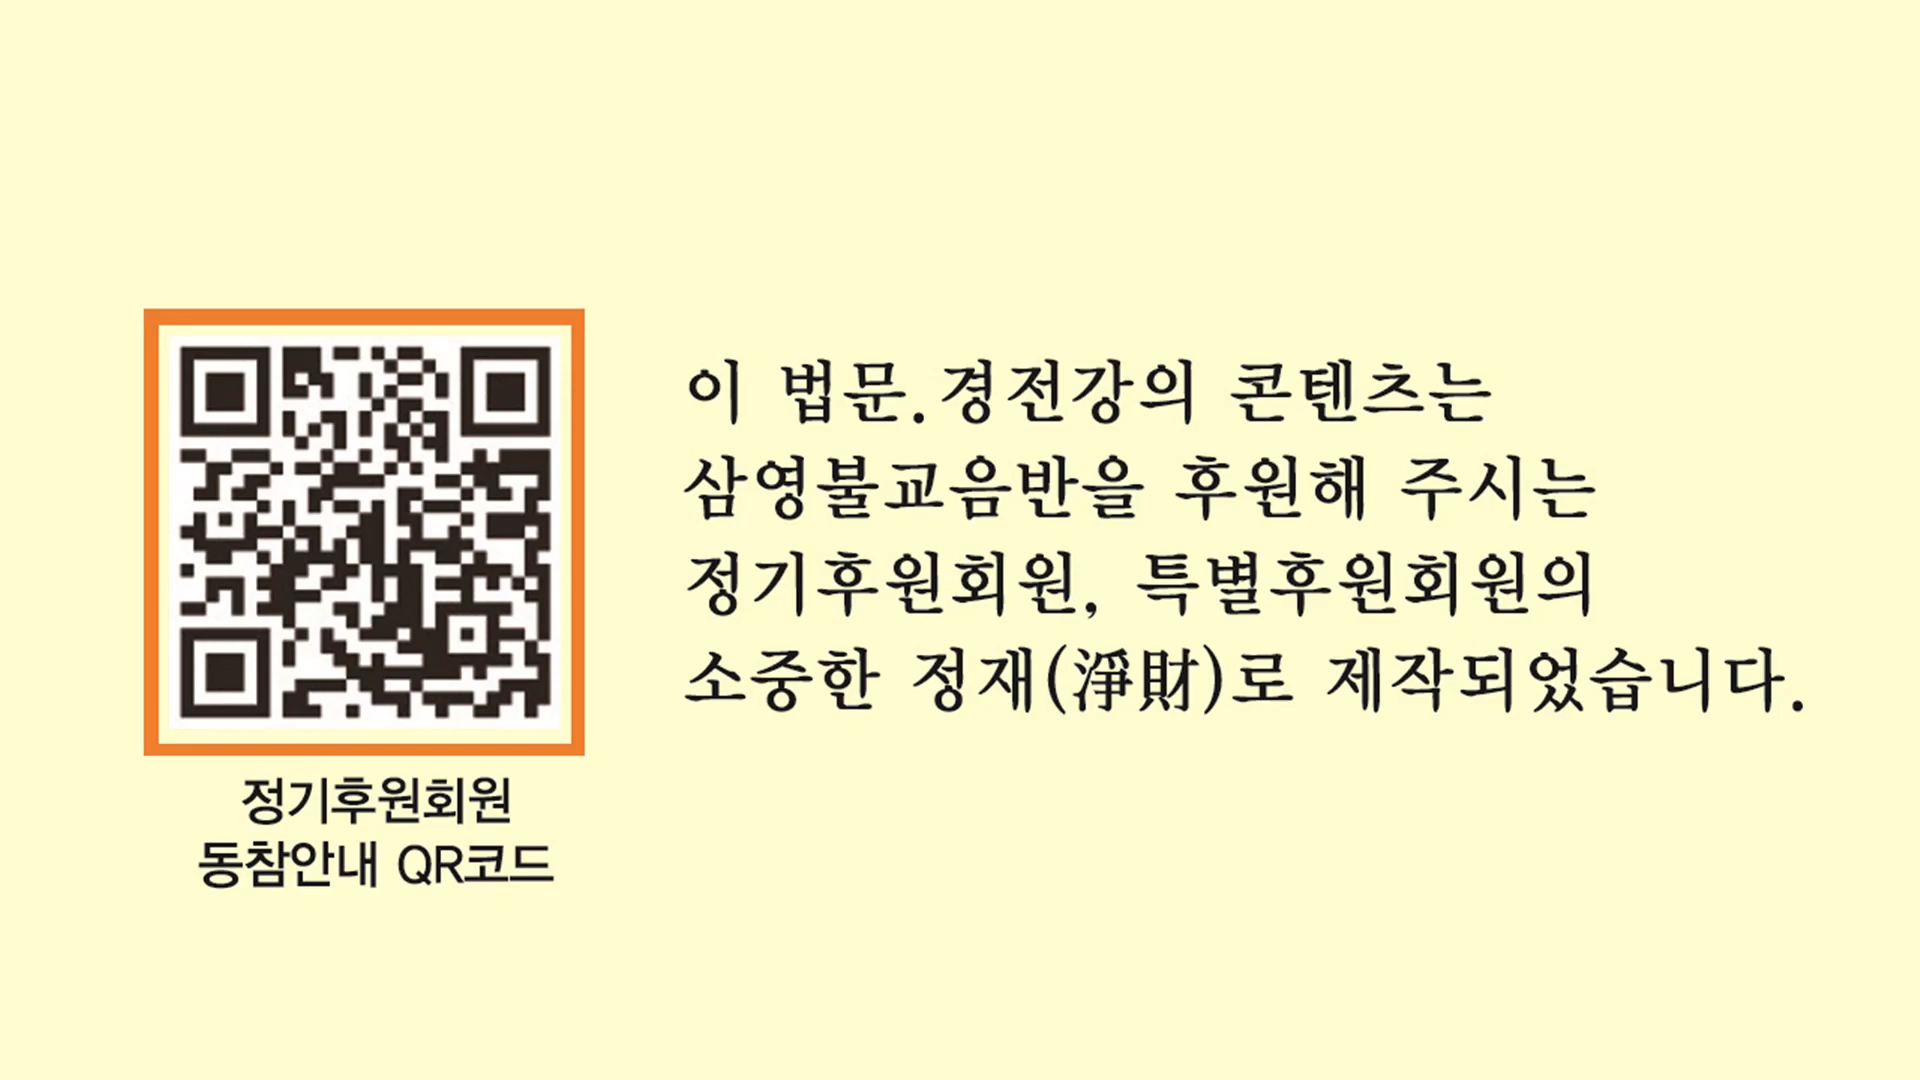 이 법문.경전강의 콘텐츠는
삼영불교음반을 후원해 주시는
정기후원회원, 특별후원회원의
소중한 정재(淨財)로 제작되었습니다.
정기후원회원
동참안내 QR코드